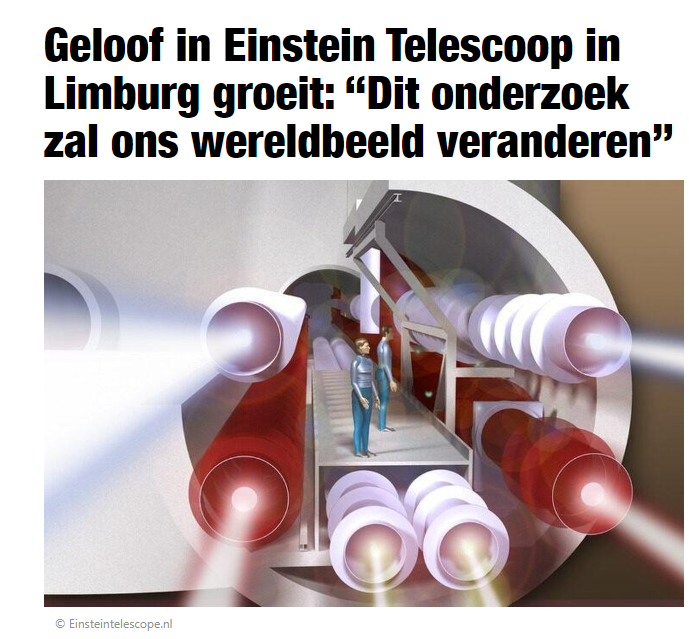 Geloof in Einstein Telescoop in
Limburg groeit: “Dit onderzoek
zal ons wereldbeeld veranderen”
© Einsteintelescope.nl